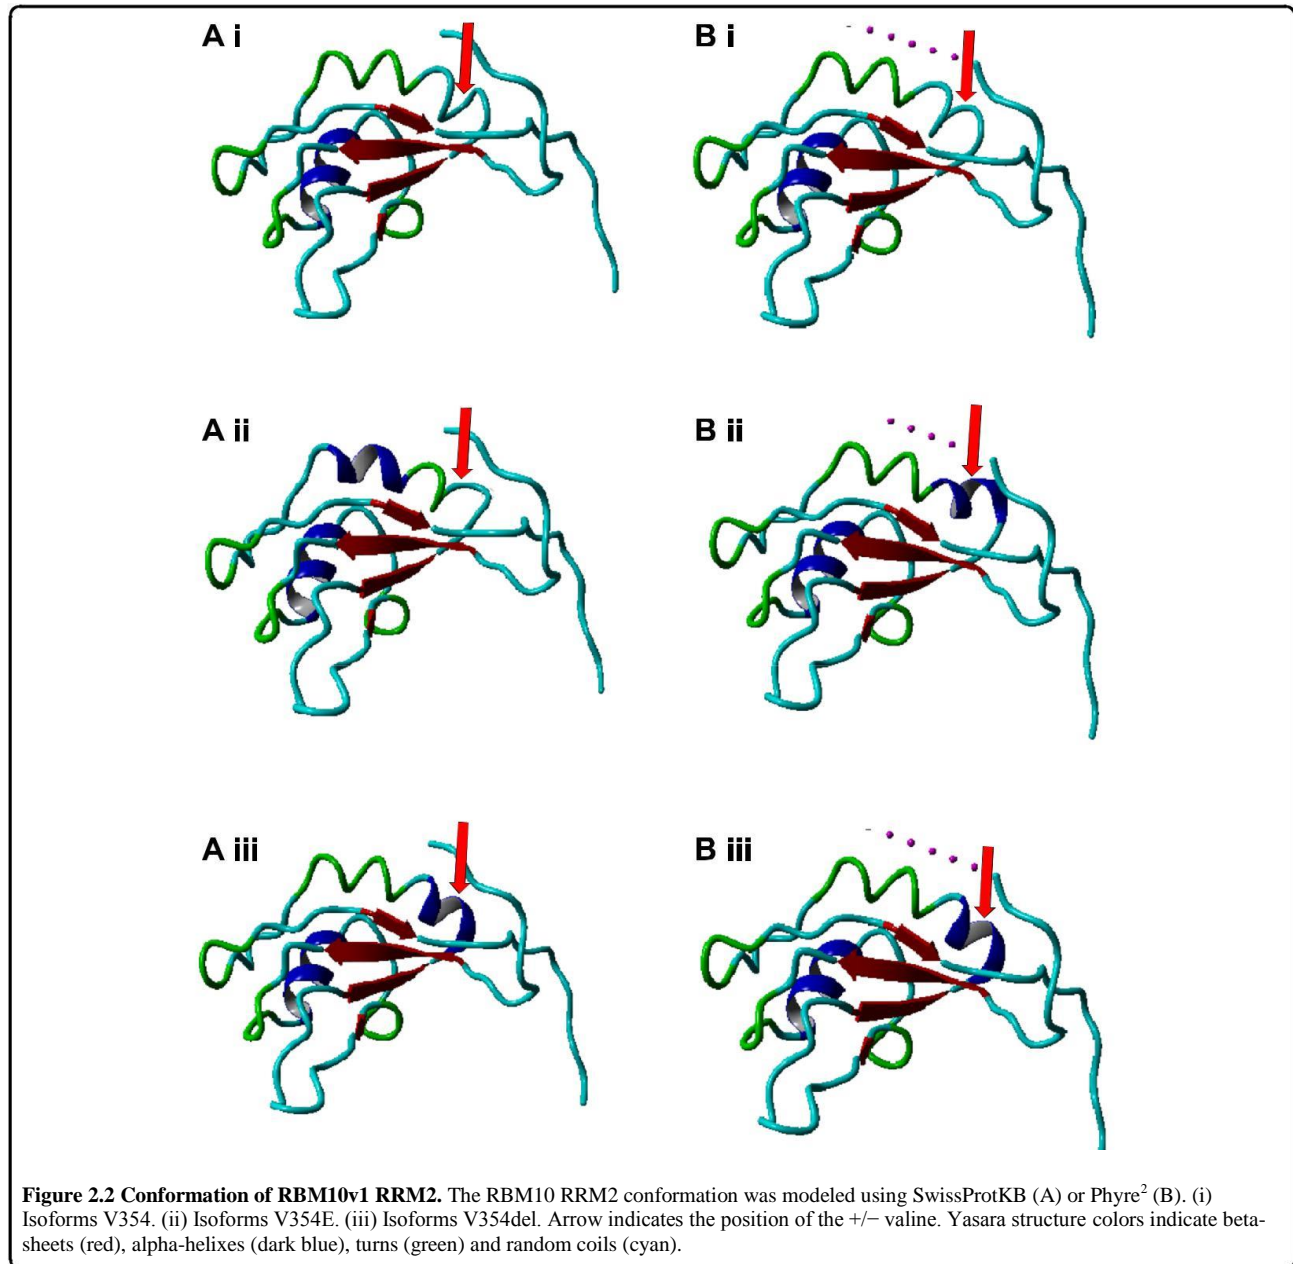 A i
B i
A ii
B ii
A iii
B iii
Figure 2.2 Conformation of RBM10v1 RRM2. The RBM10 RRM2 conformation was modeled using SwissProtKB (A) or Phyre² (B). (i)
Isoforms V354. (ii) Isoforms V354E. (iii) Isoforms V354del. Arrow indicates the position of the +/− valine. Yasara structure colors indicate beta-
sheets (red), alpha-helixes (dark blue), turns (green) and random coils (cyan).